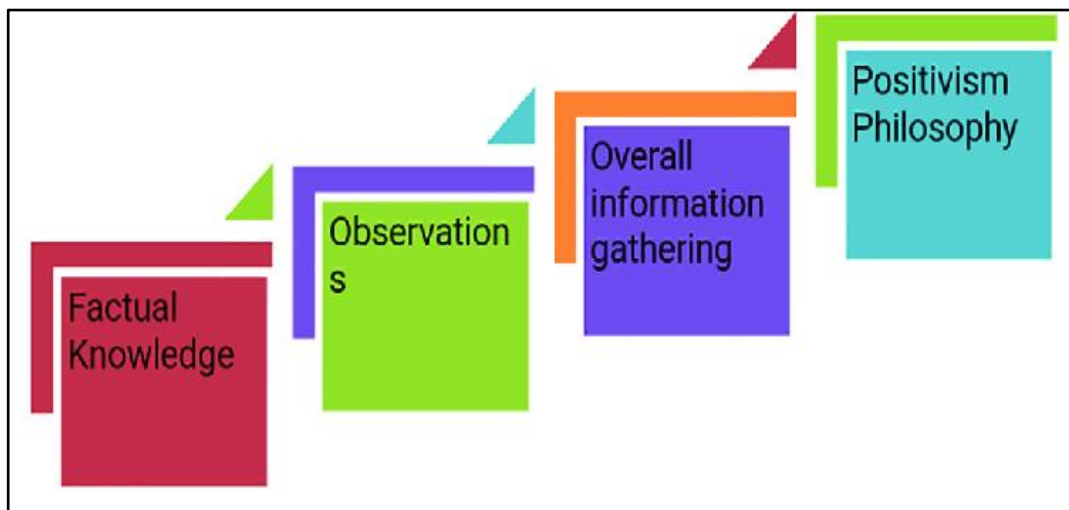 Factual
Knowledge
Observation
s
Overall
information
gathering
Positivism
Philosophy